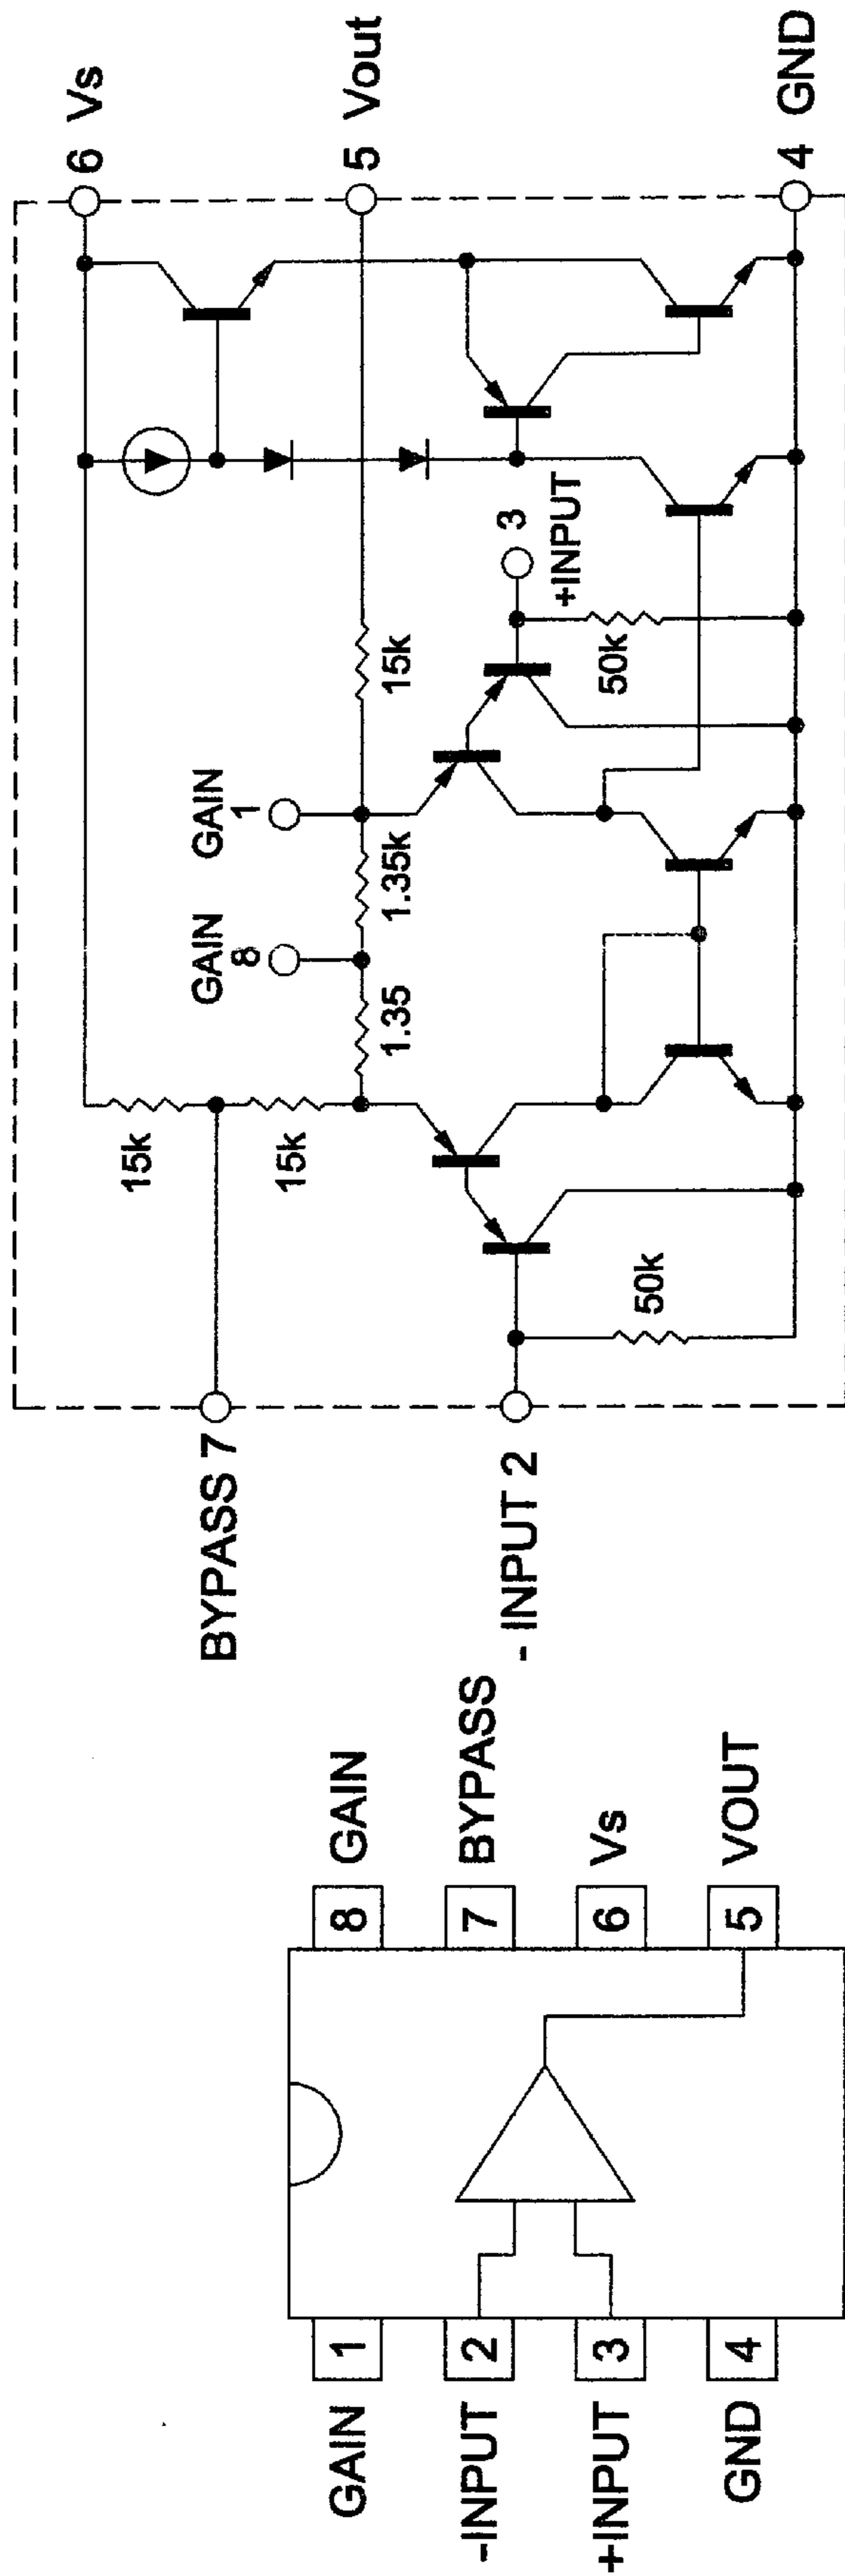 GAIN 1 8 GAIN
-INPUT 2 7 BYPASS
+INPUT 3 6 Vs
GND 4 5 VOUT
6 Vs
15k
BYPASS 7
15k
GAIN
8
GAIN
1
1.35
1.35k
15k
5 Vout
3
+INPUT
- INPUT 2
50k
50k
4 GND